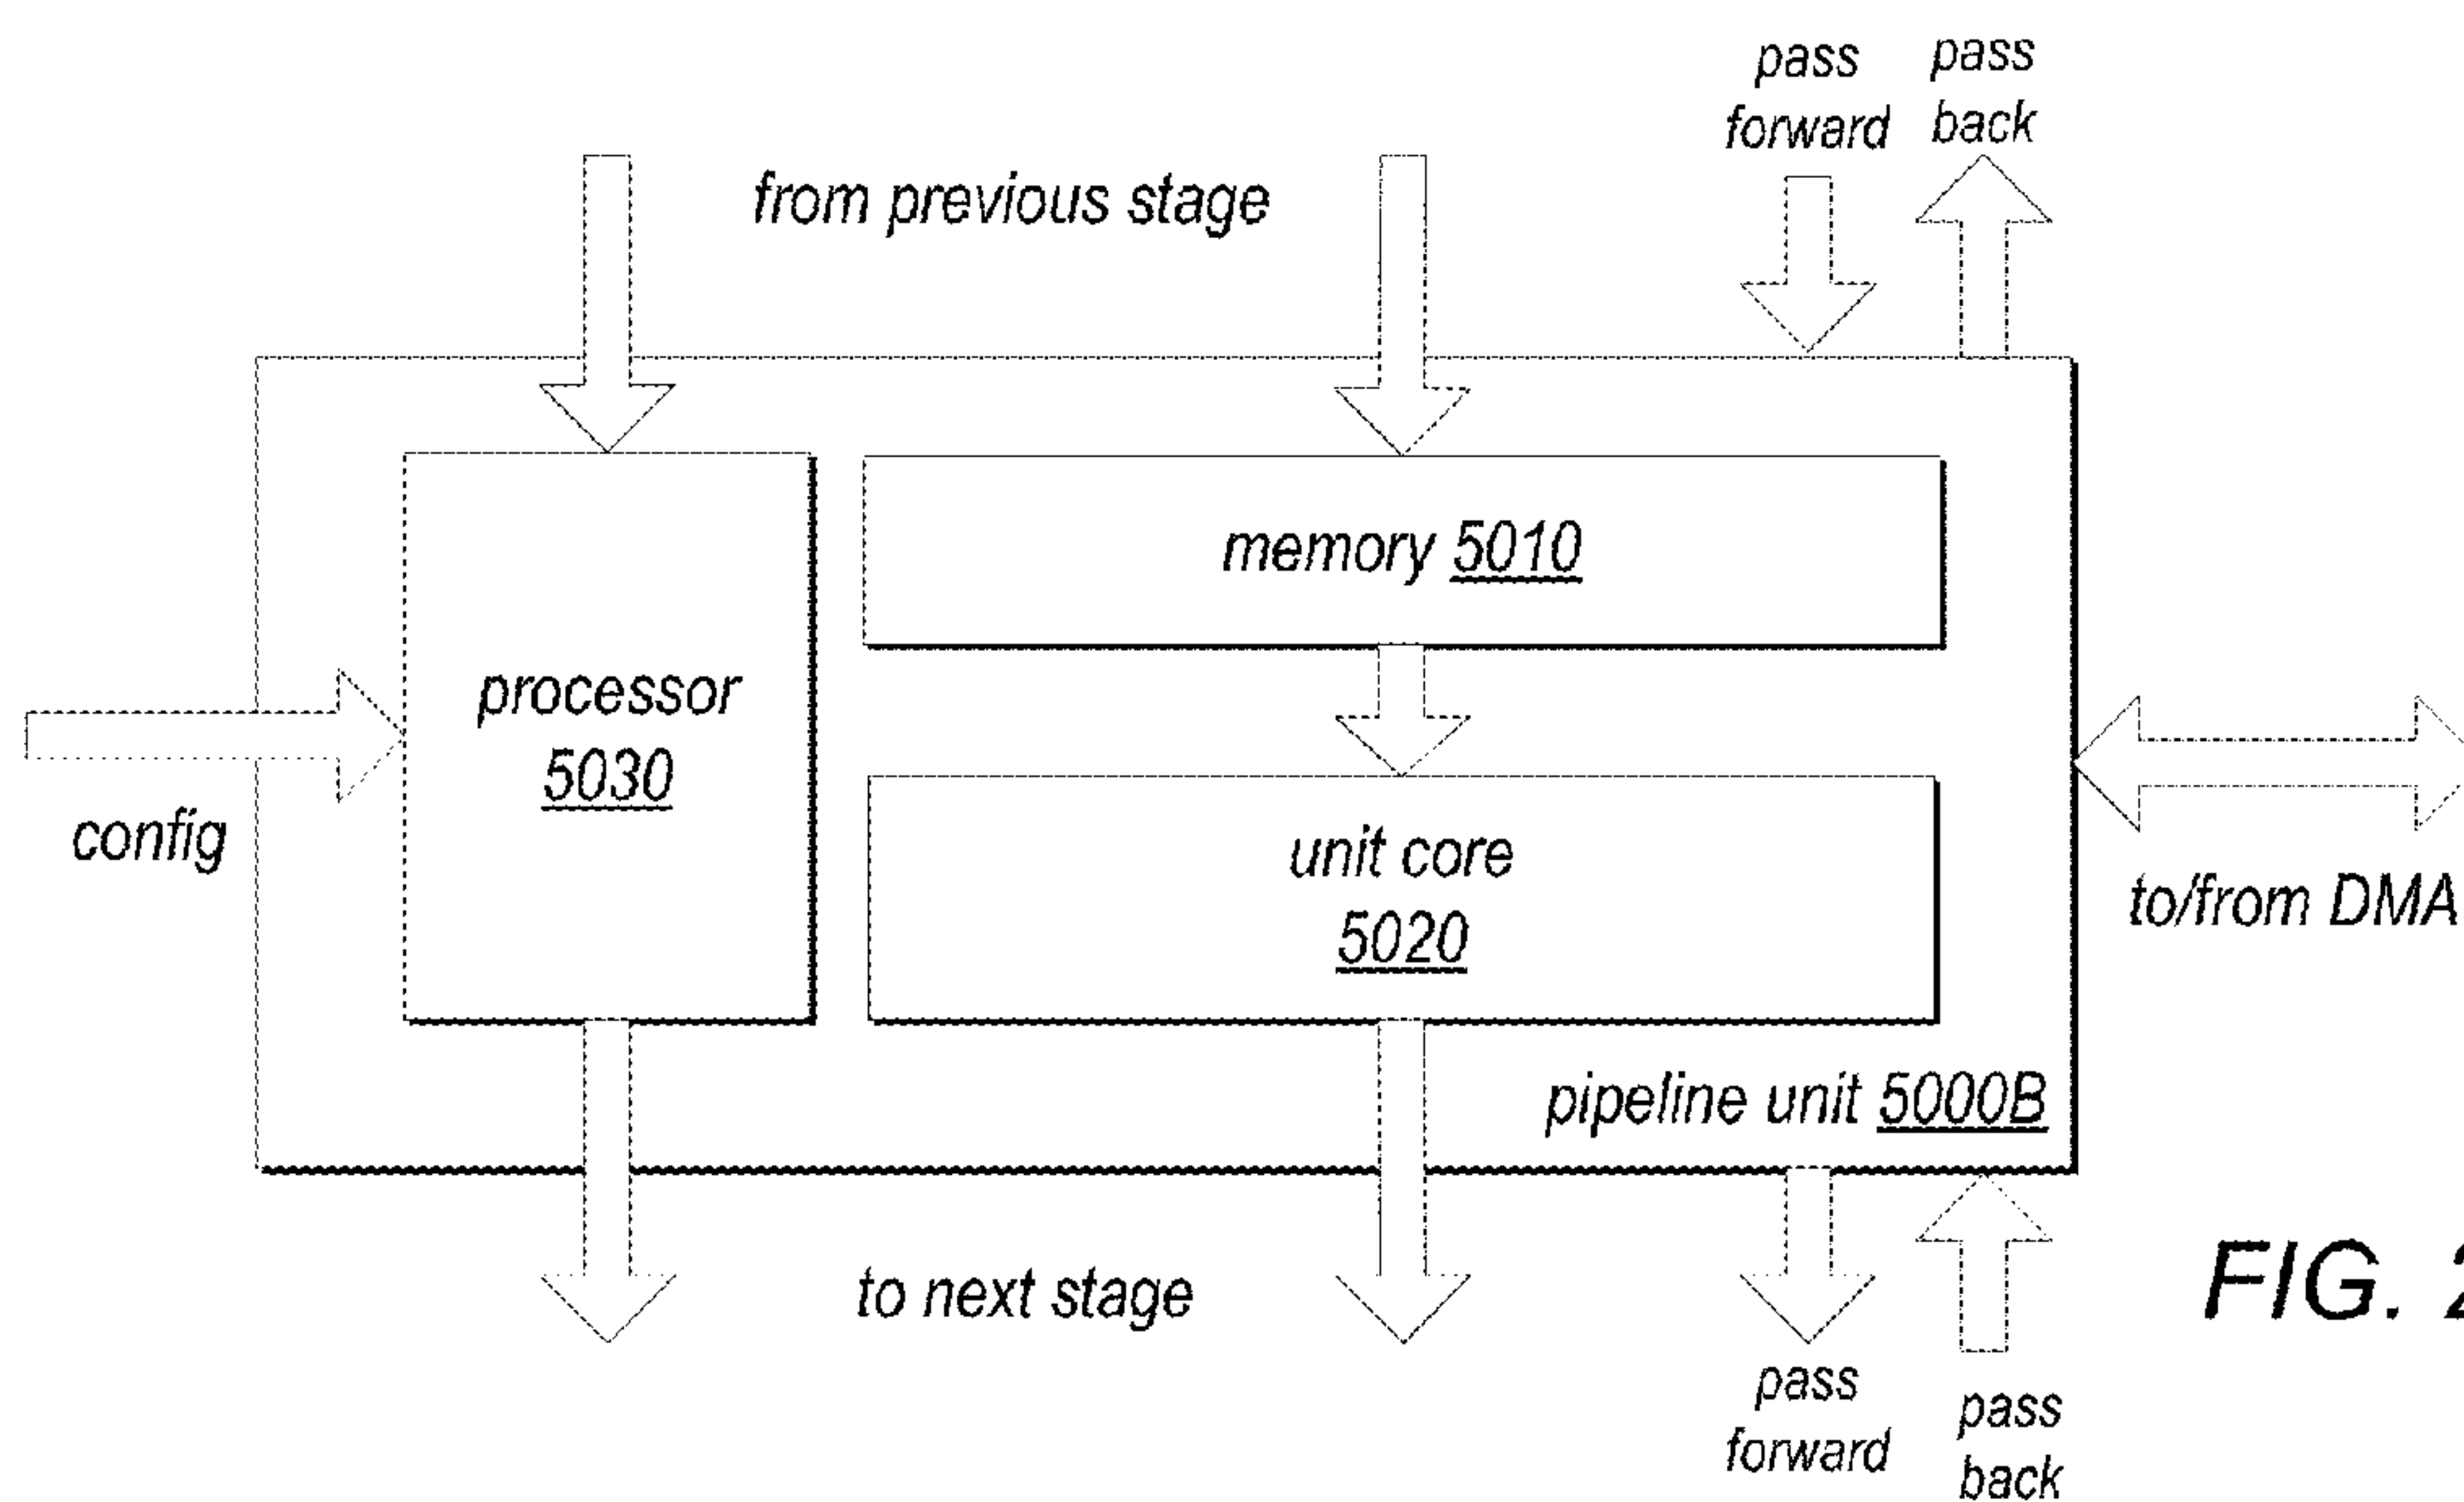 pass
forward
pass
back
from previous stage
memory 5010
processor
5030
config
unit core
5020
to/from DMA
pipeline unit 5000B
to next stage
FIG.
pass
forward
pass
back